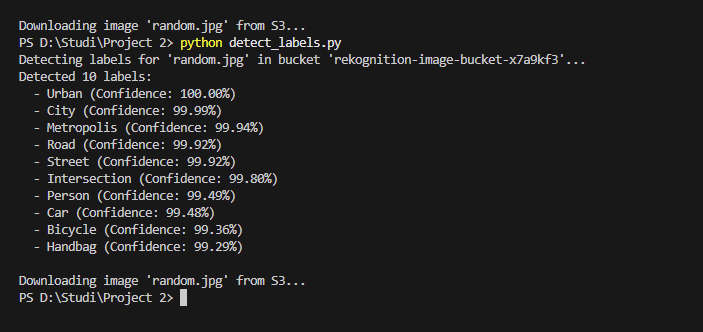 Downloading image 'random.jpg' from S3...
PS D:\Studi\Project 2> python detect_labels.py
Detecting labels for 'random.jpg' in bucket 'rekognition-image-bucket-x7a9kf3'...
Detected 10 labels:
  - Urban (Confidence: 100.00%)
  - City (Confidence: 99.99%)
  - Metropolis (Confidence: 99.94%)
  - Road (Confidence: 99.92%)
  - Street (Confidence: 99.92%)
  - Intersection (Confidence: 99.80%)
  - Person (Confidence: 99.49%)
  - Car (Confidence: 99.48%)
  - Bicycle (Confidence: 99.36%)
  - Handbag (Confidence: 99.29%)

Downloading image 'random.jpg' from S3...
PS D:\Studi\Project 2>